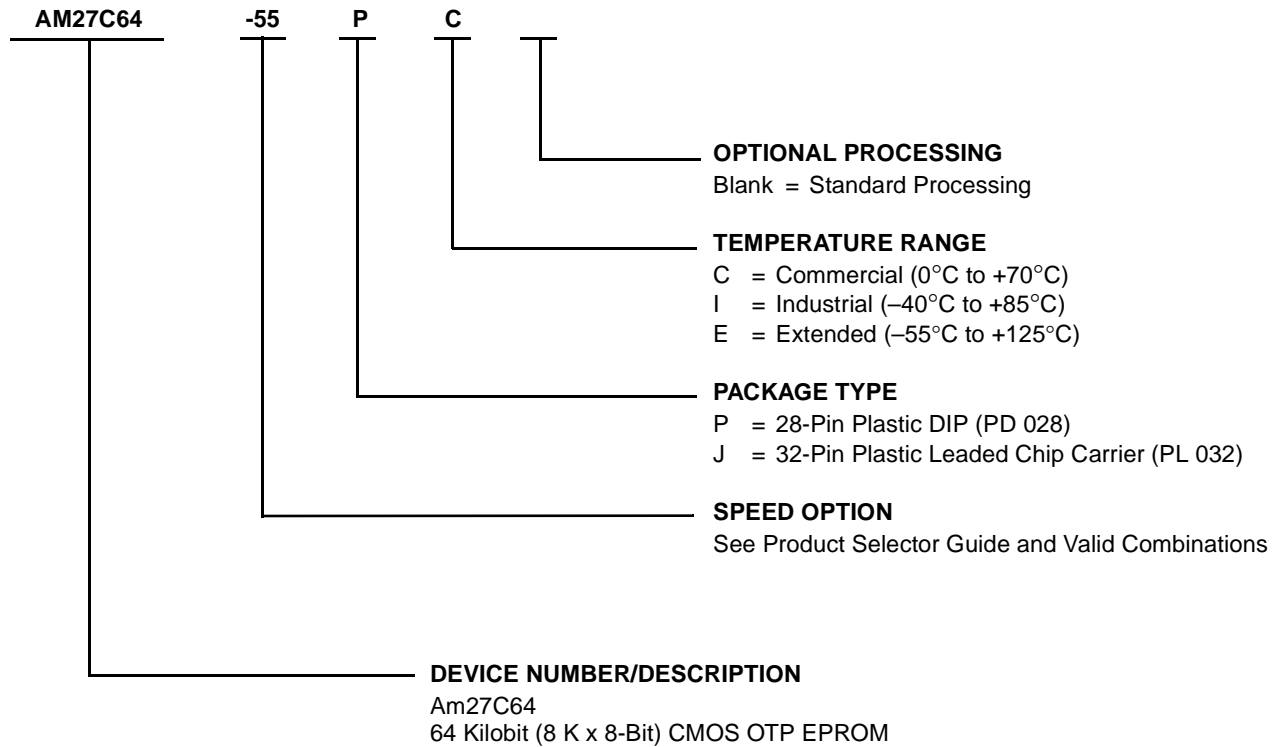 AM27C64 -55 P C
OPTIONAL PROCESSING
Blank = Standard Processing
TEMPERATURE RANGE
C = Commercial (0°C to +70°C)
I = Industrial (–40°C to +85°C)
E = Extended (–55°C to +125°C)
PACKAGE TYPE
P = 28-Pin Plastic DIP (PD 028)
J = 32-Pin Plastic Leaded Chip Carrier (PL 032)
SPEED OPTION
See Product Selector Guide and Valid Combinations
DEVICE NUMBER/DESCRIPTION
Am27C64
64 Kilobit (8 K x 8-Bit) CMOS OTP EPROM